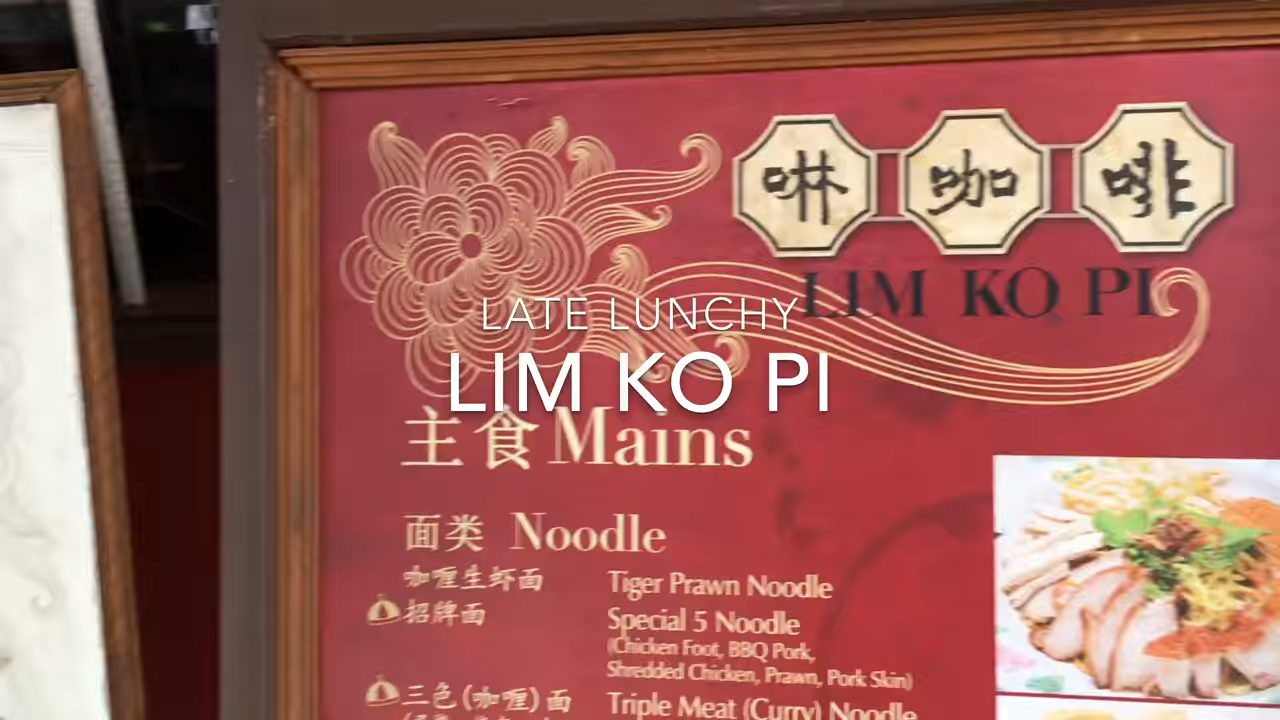 啉咖啡
LIM KO PI
LATE LUNCHY
LIM KO PI
主食 Mains
面类 Noodle
咖喱生虾面 Tiger Prawn Noodle
招牌面 Special 5 Noodle
(Chicken Foot, BBQ Pork,
Shredded Chicken, Prawn, Pork Skin)
三色(咖喱)面 Triple Meat (Curry) Noodle